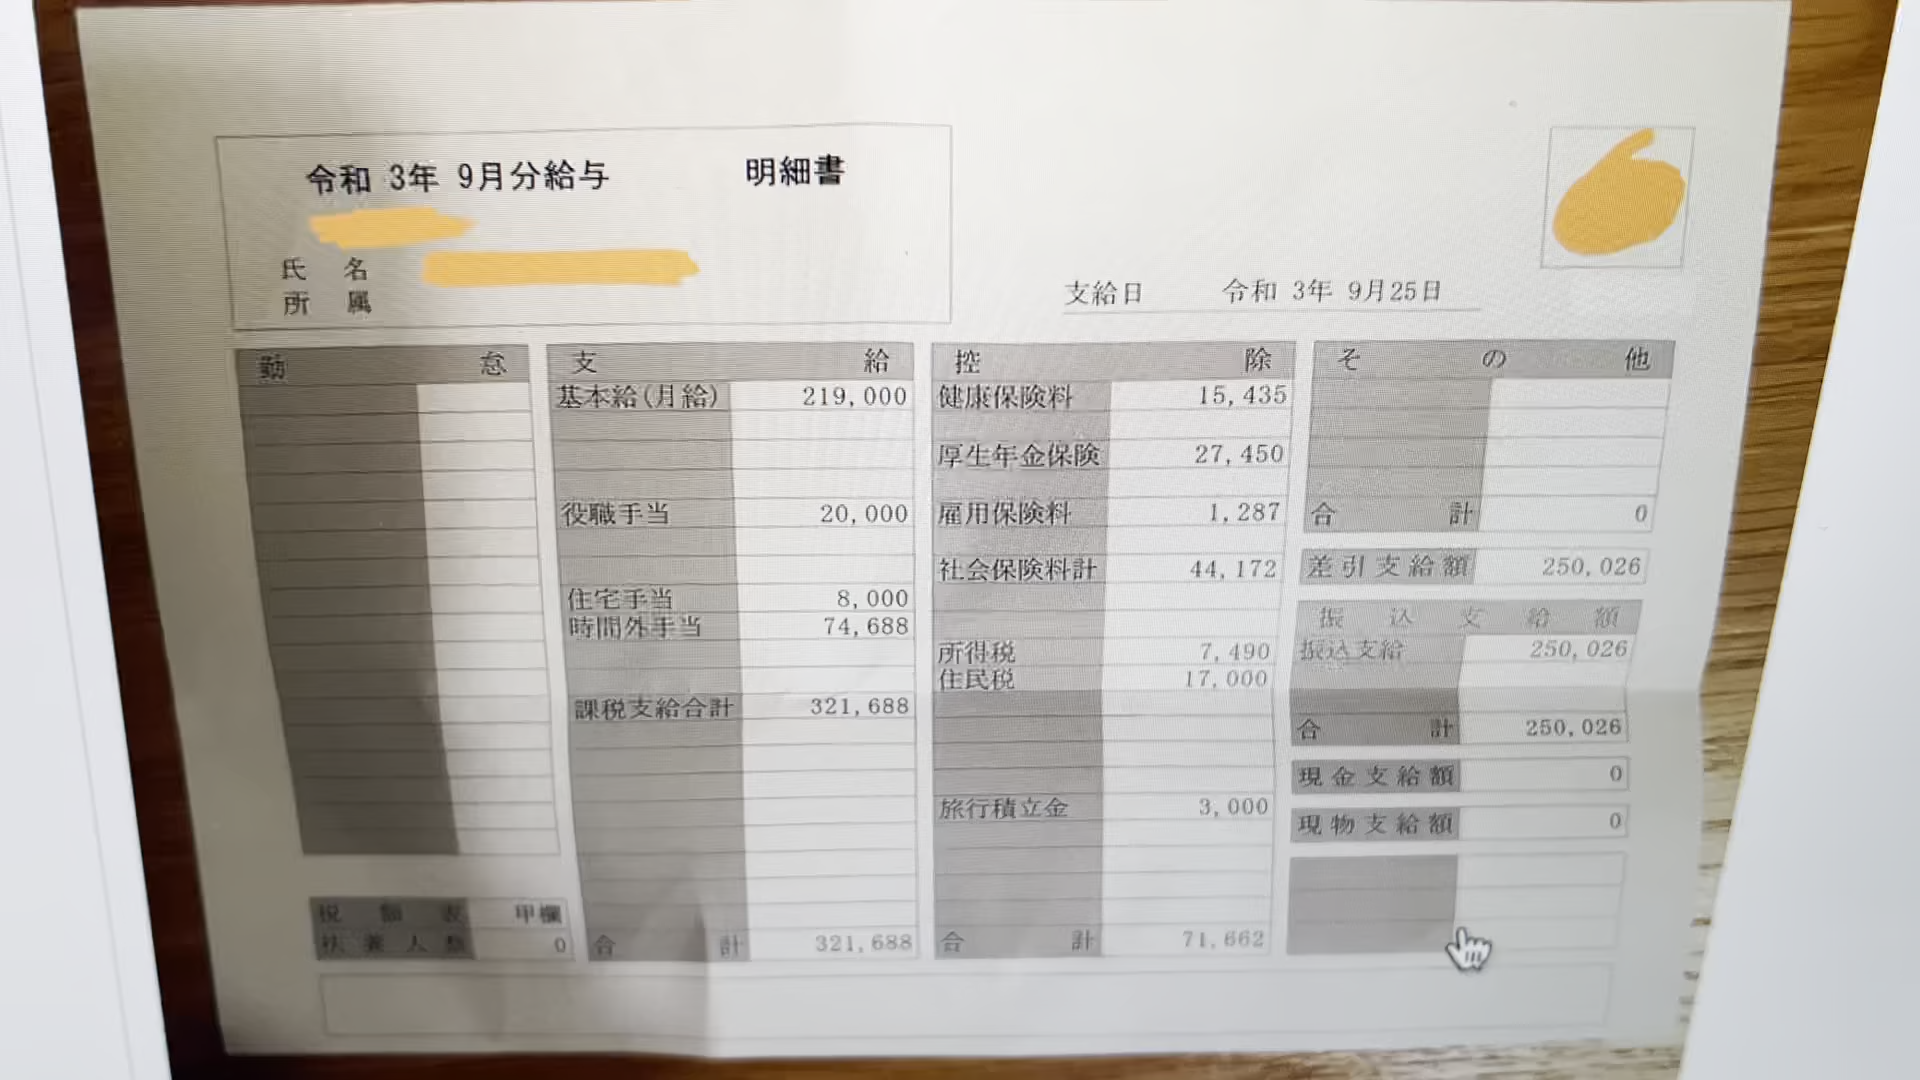 令和 3年 9月分給与 明細書
氏 名
所 属
支給日 令和 3年 9月25日
勤 怠
税 額 表 甲欄
扶 養 人 数 0
支 給
基本給(月給) 219,000
役職手当 20,000
住宅手当 8,000
時間外手当 74,688
課税支給合計 321,688
合 計 321,688
控 除
健康保険料 15,435
厚生年金保険 27,450
雇用保険料 1,287
社会保険料計 44,172
所得税 7,490
住民税 17,000
旅行積立金 3,000
合 計 71,662
そ の 他
合 計 0
差引支給額 250,026
振 込 支 給 額
振込支給 250,026
合 計 250,026
現金支給額 0
現物支給額 0